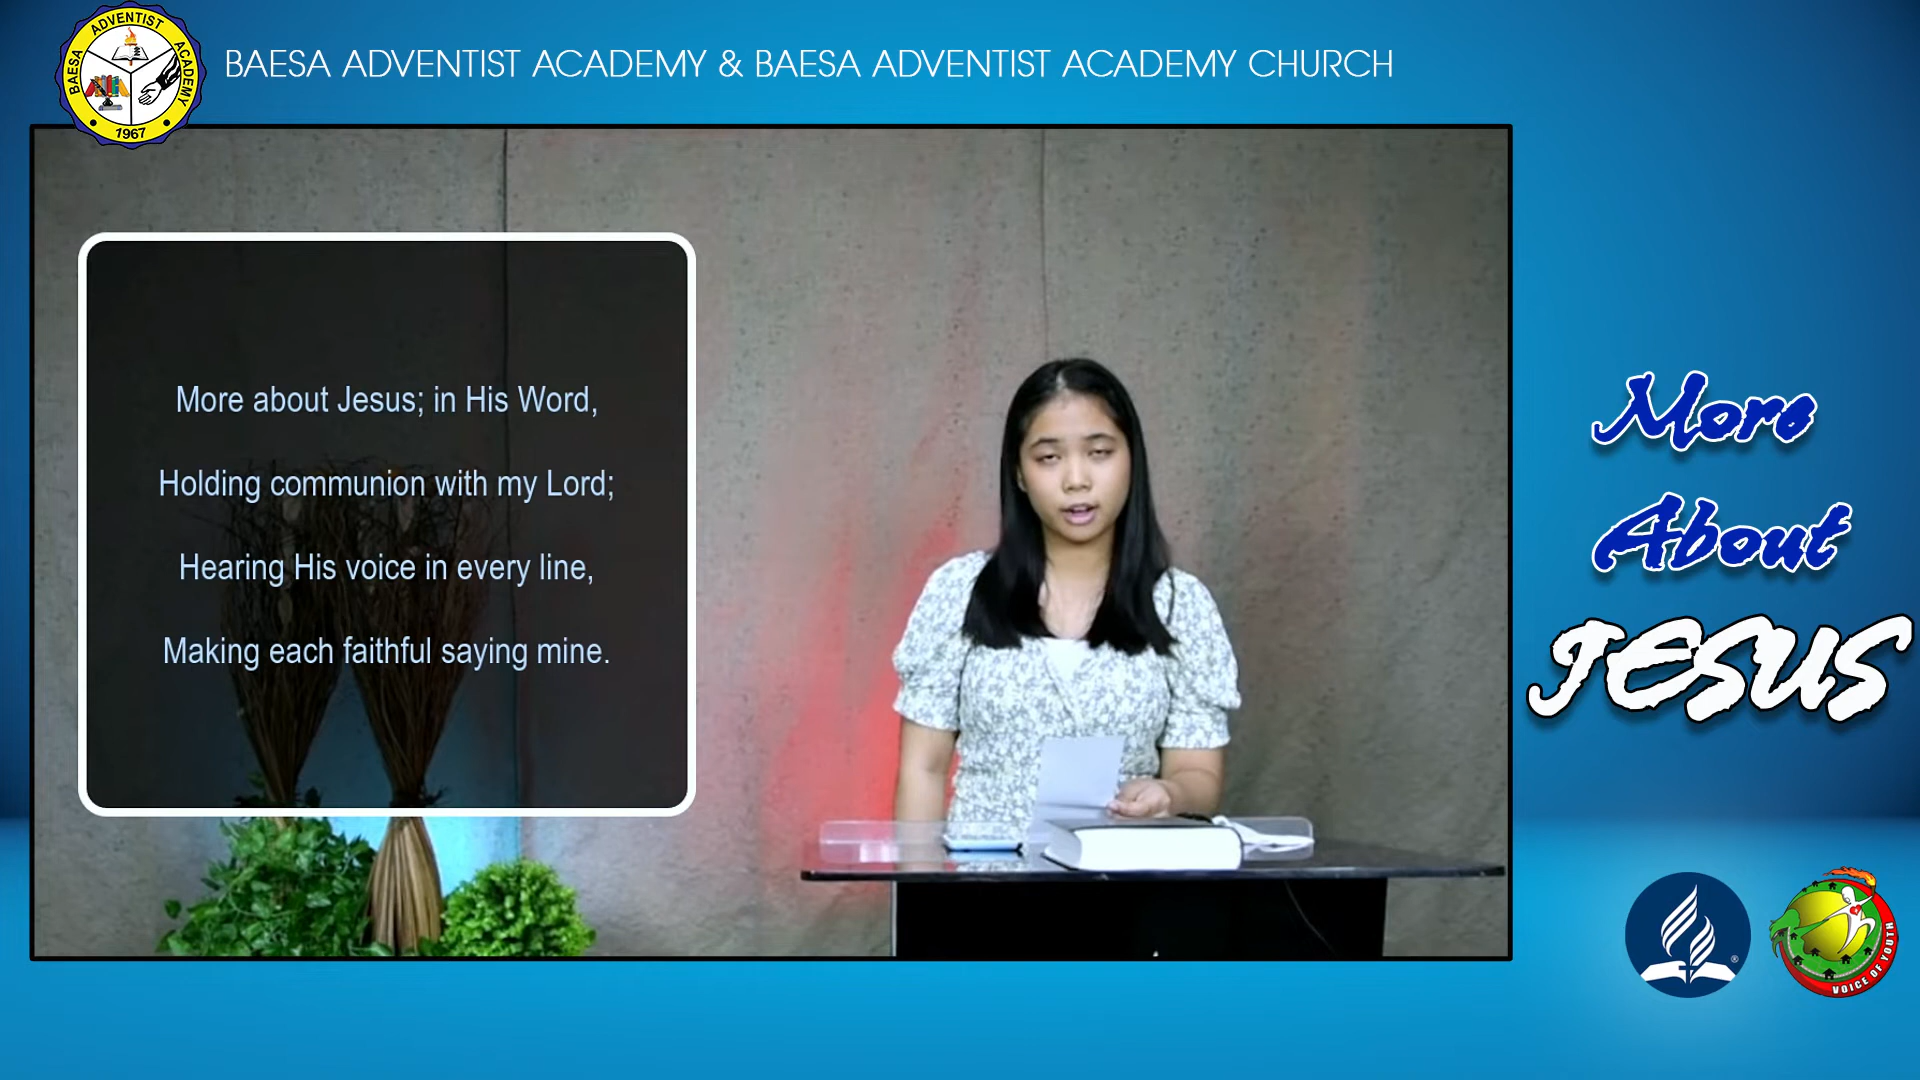 BAESA ADVENTIST ACADEMY
1967
BAESA ADVENTIST ACADEMY & BAESA ADVENTIST ACADEMY CHURCH
More about Jesus; in His Word,
Holding communion with my Lord;
Hearing His voice in every line,
Making each faithful saying mine.
More
About
JESUS
®
VOICE OF YOUTH